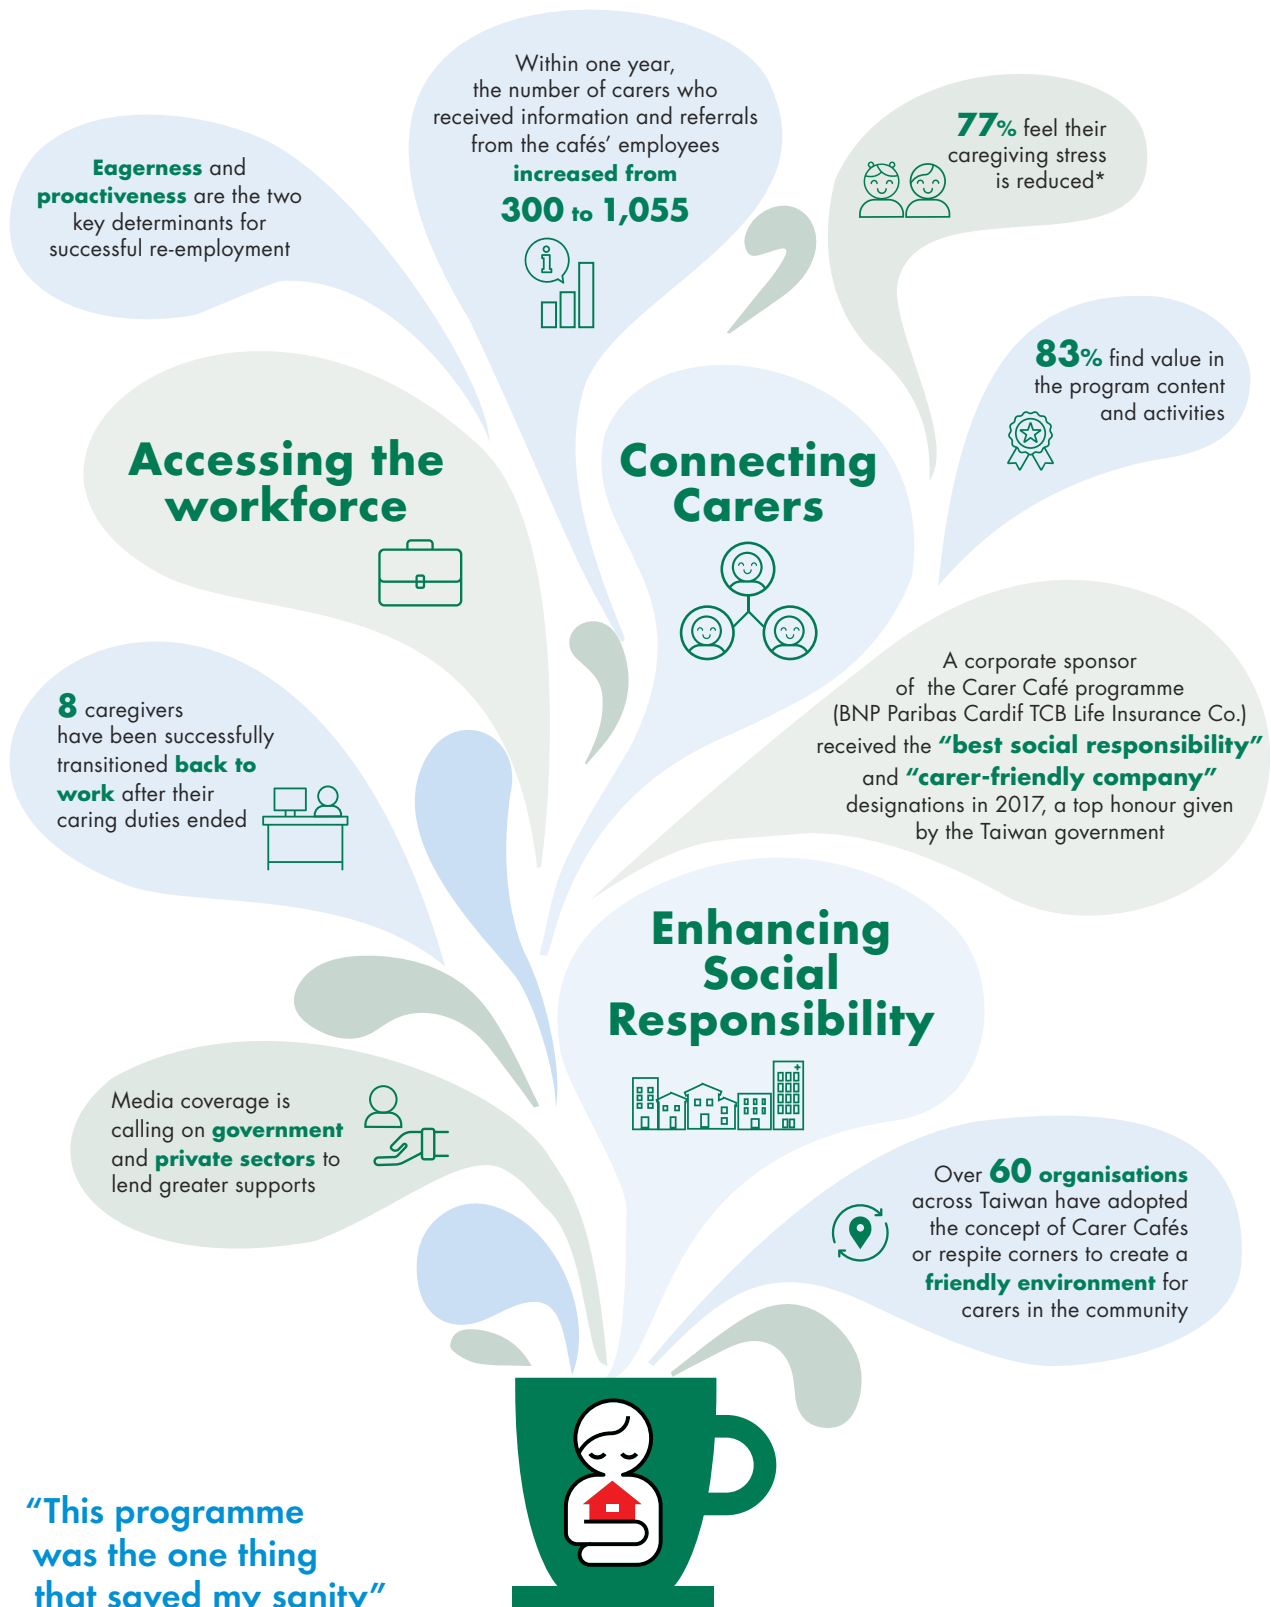 Within one year,
the number of carers who
received information and referrals
from the cafés’ employees
increased from
300 to 1,055
77% feel their
caregiving stress
is reduced*
Eagerness and
proactiveness are the two
key determinants for
successful re-employment
83% find value in
the program content
and activities
Accessing the
workforce
Connecting
Carers
A corporate sponsor
of the Carer Café programme
(BNP Paribas Cardif TCB Life Insurance Co.)
received the “best social responsibility”
and “carer-friendly company”
designations in 2017, a top honour given
by the Taiwan government
8 caregivers
have been successfully
transitioned back to
work after their
caring duties ended
Enhancing
Social
Responsibility
Media coverage is
calling on government
and private sectors to
lend greater supports
Over 60 organisations
across Taiwan have adopted
the concept of Carer Cafés
or respite corners to create a
friendly environment for
carers in the community
“This programme
was the one thing
that saved my sanity”